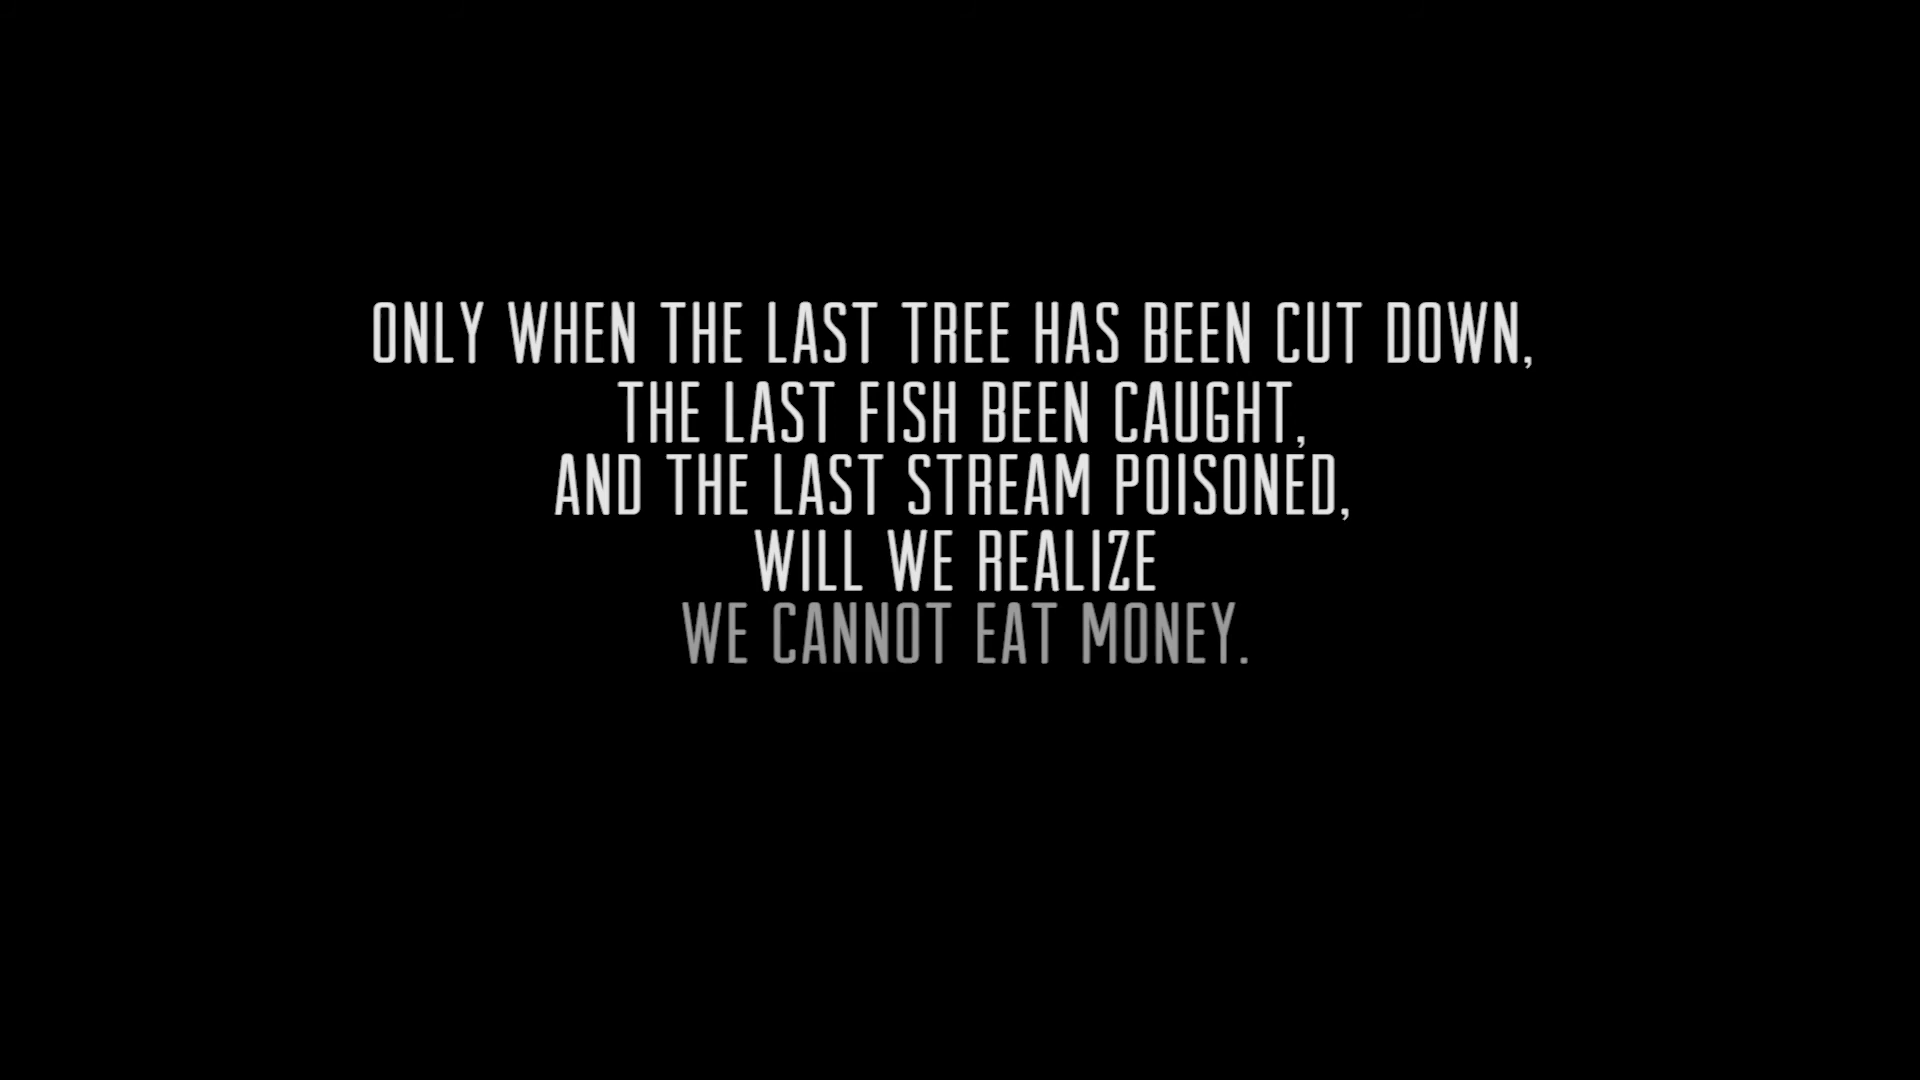 ONLY WHEN THE LAST TREE HAS BEEN CUT DOWN,
THE LAST FISH BEEN CAUGHT,
AND THE LAST STREAM POISONED,
WILL WE REALIZE
WE CANNOT EAT MONEY.